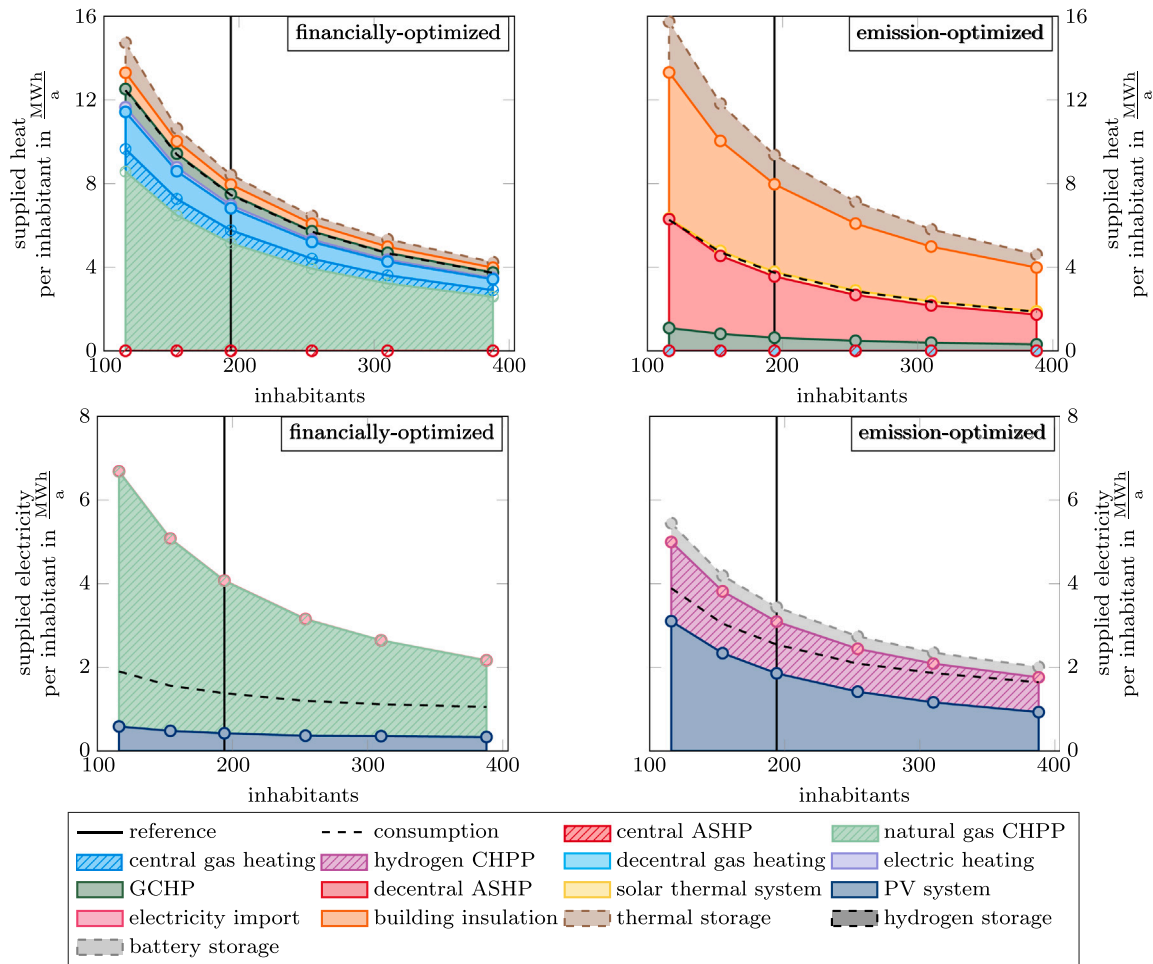 financially-optimized
emission-optimized
16
12
8
4
0
supplied heat
per inhabitant in MWh/a
100
200
300
400
inhabitants
16
12
8
4
0
supplied heat
per inhabitant in MWh/a
100
200
300
400
inhabitants
financially-optimized
emission-optimized
8
6
4
2
0
supplied electricity
per inhabitant in MWh/a
100
200
300
400
inhabitants
8
6
4
2
0
supplied electricity
per inhabitant in MWh/a
100
200
300
400
inhabitants
reference consumption central ASHP natural gas CHPP
central gas heating hydrogen CHPP decentral gas heating electric heating
GCHP decentral ASHP solar thermal system PV system
electricity import building insulation thermal storage hydrogen storage
battery storage